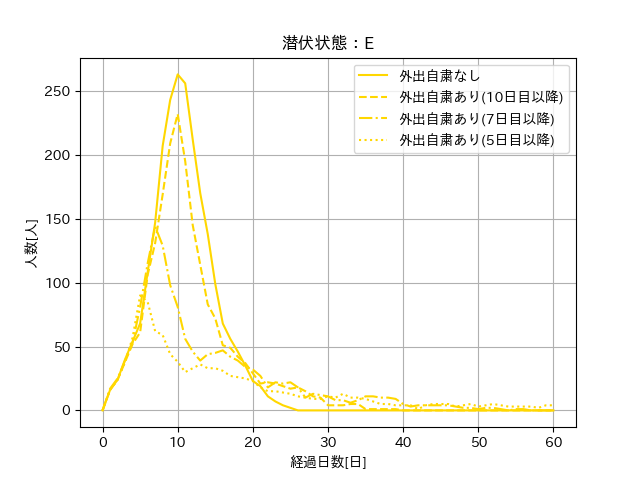 潜伏状態：E
外出自粛なし
外出自粛あり(10日目以降)
外出自粛あり(7日目以降)
外出自粛あり(5日目以降)
人数[人]
250
200
150
100
50
0
0 10 20 30 40 50 60
経過日数[日]